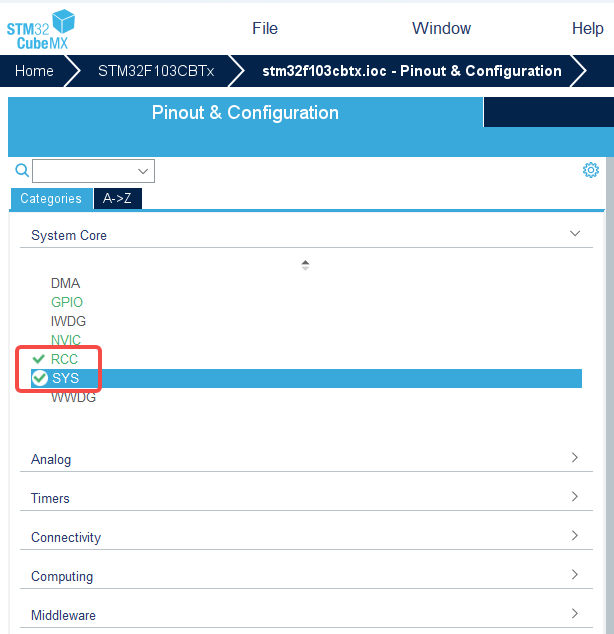 STM32
CubeMX
File
Window
Help
Home
STM32F103CBTx
stm32f103cbtx.ioc - Pinout & Configuration
Pinout & Configuration
Categories
A->Z
System Core
DMA
GPIO
IWDG
NVIC
RCC
SYS
WWDG
Analog
Timers
Connectivity
Computing
Middleware